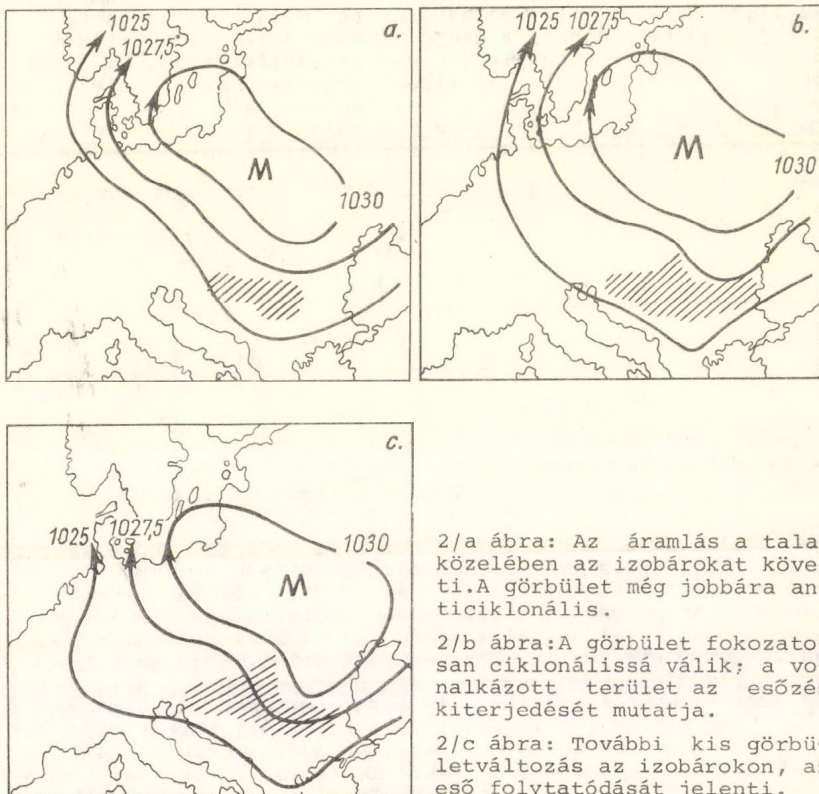 1025
1027,5
a.
M
1030
1025
1027,5
b.
M
1030
c.
1025
1027,5
1030
M
2/a ábra: Az áramlás a tala
közelében az izobárokat köve
ti.A görbület még jobbára an
ticiklonális.
2/b ábra:A görbület fokozato
san ciklonálissá válik; a vo
nalkázott terület az esőzé
kiterjedését mutatja.
2/c ábra: További kis görbü
letváltozás az izobárokon, a
eső folytatódását jelenti.